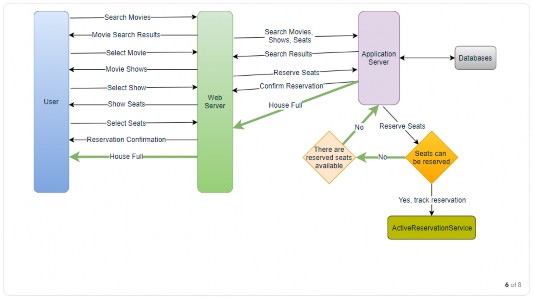 Search Movies
Movie Search Results
Select Movie
Movie Shows
Select Show
Show Seats
Select Seats
Reservation Confirmation
House Full
User
Web
Server
Search Movies,
Shows, Seats
Search Results
Reserve Seats
Confirm Reservation
House Full
Application
Server
Databases
No
Reserve Seats
There are
reserved seats
available
No
Seats can
be reserved
Yes, track reservation
ActiveReservationService
6 of 8